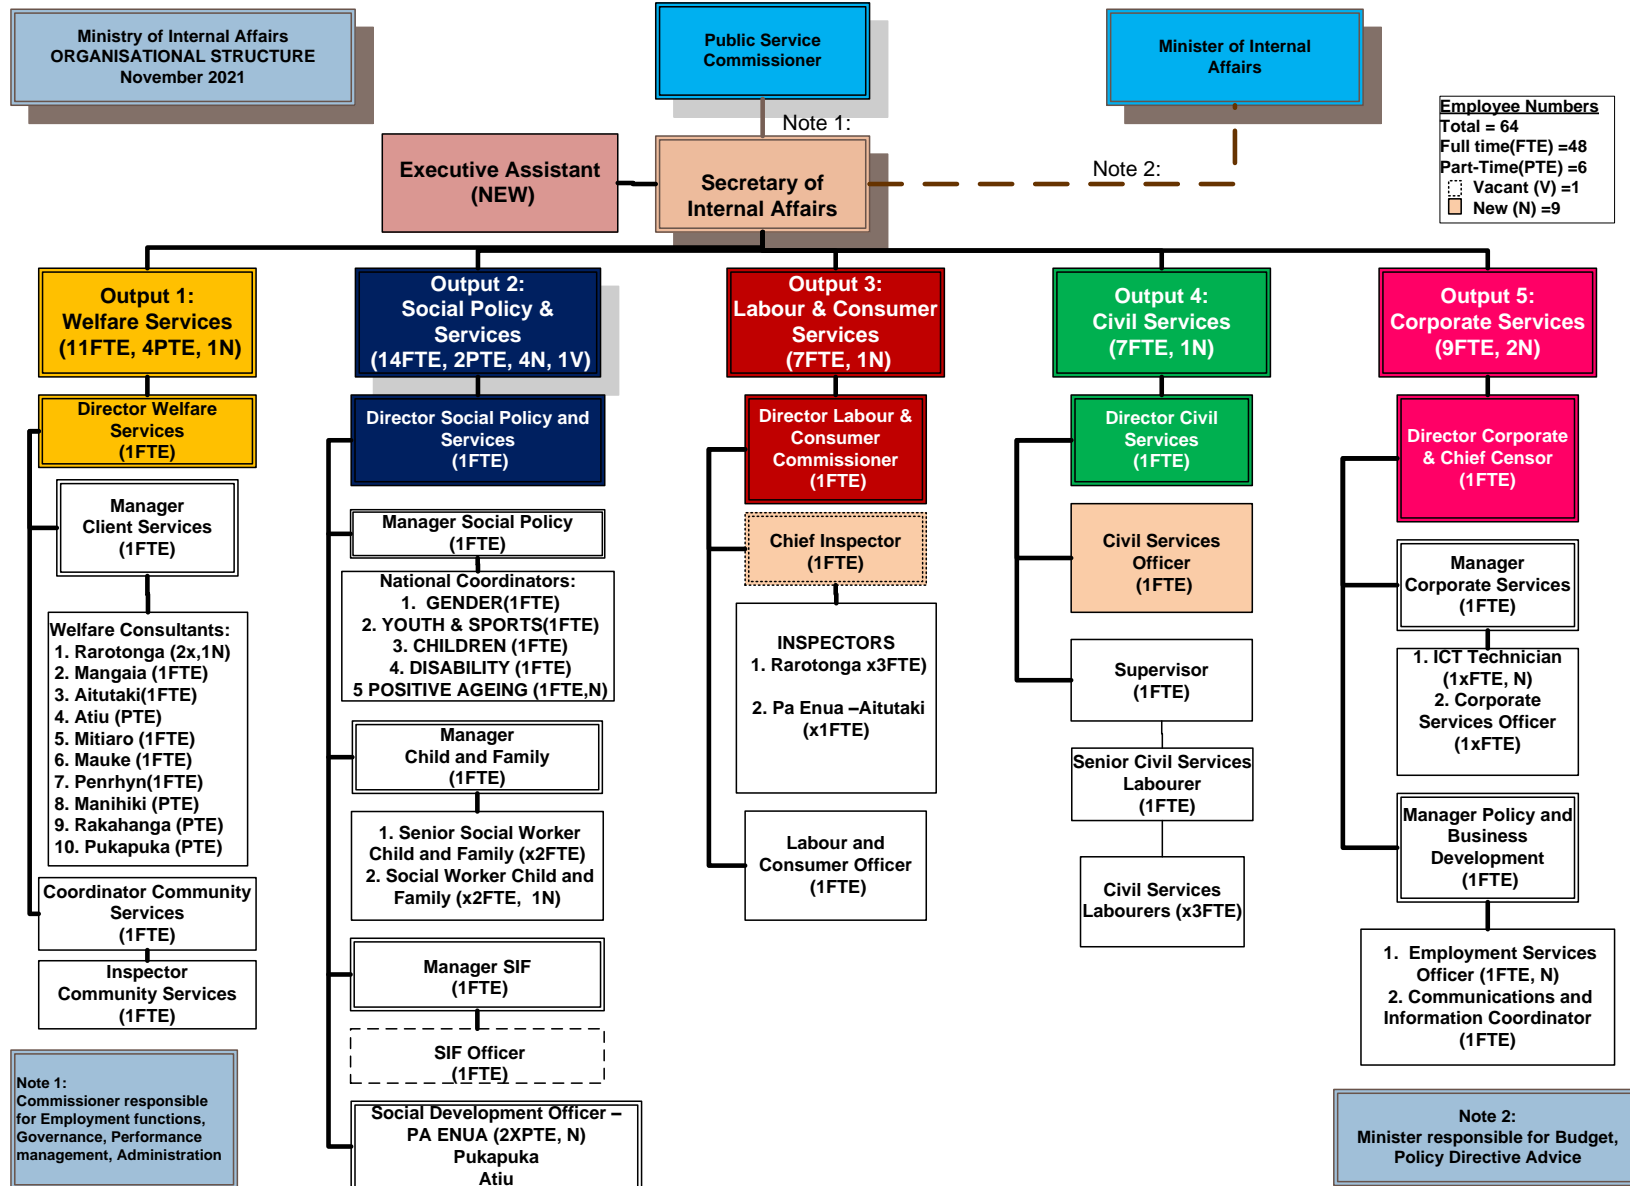 Ministry of Internal Affairs
ORGANISATIONAL STRUCTURE
November 2021
Public Service
Commissioner
Minister of Internal
Affairs
Employee Numbers
Total = 64
Full time(FTE) =48
Part-Time(PTE) =6
Vacant (V) =1
New (N) =9
Note 1:
Note 2:
Executive Assistant
(NEW)
Secretary of
Internal Affairs
Output 1:
Welfare Services
(11FTE, 4PTE, 1N)
Director Welfare
Services
(1FTE)
Manager
Client Services
(1FTE)
Welfare Consultants:
1. Rarotonga (2x,1N)
2. Mangaia (1FTE)
3. Aitutaki(1FTE)
4. Atiu (PTE)
5. Mitiaro (1FTE)
6. Mauke (1FTE)
7. Penrhyn(1FTE)
8. Manihiki (PTE)
9. Rakahanga (PTE)
10. Pukapuka (PTE)
Coordinator Community
Services
(1FTE)
Inspector
Community Services
(1FTE)
Output 2:
Social Policy &
Services
(14FTE, 2PTE, 4N, 1V)
Director Social Policy and
Services
(1FTE)
Manager Social Policy
(1FTE)
National Coordinators:
1. GENDER(1FTE)
2. YOUTH & SPORTS(1FTE)
3. CHILDREN (1FTE)
4. DISABILITY (1FTE)
5 POSITIVE AGEING (1FTE,N)
Manager
Child and Family
(1FTE)
1. Senior Social Worker
Child and Family (x2FTE)
2. Social Worker Child and
Family (x2FTE, 1N)
Manager SIF
(1FTE)
SIF Officer
(1FTE)
Social Development Officer –
PA ENUA (2XPTE, N)
Pukapuka
Atiu
Output 3:
Labour & Consumer
Services
(7FTE, 1N)
Director Labour &
Consumer
Commissioner
(1FTE)
Chief Inspector
(1FTE)
INSPECTORS
1. Rarotonga x3FTE)
2. Pa Enua –Aitutaki
(x1FTE)
Labour and
Consumer Officer
(1FTE)
Output 4:
Civil Services
(7FTE, 1N)
Director Civil
Services
(1FTE)
Civil Services
Officer
(1FTE)
Supervisor
(1FTE)
Senior Civil Services
Labourer
(1FTE)
Civil Services
Labourers (x3FTE)
Output 5:
Corporate Services
(9FTE, 2N)
Director Corporate
& Chief Censor
(1FTE)
Manager
Corporate Services
(1FTE)
1. ICT Technician
(1xFTE, N)
2. Corporate
Services Officer
(1xFTE)
Manager Policy and
Business
Development
(1FTE)
1. Employment Services
Officer (1FTE, N)
2. Communications and
Information Coordinator
(1FTE)
Note 1:
Commissioner responsible
for Employment functions,
Governance, Performance
management, Administration
Note 2:
Minister responsible for Budget,
Policy Directive Advice